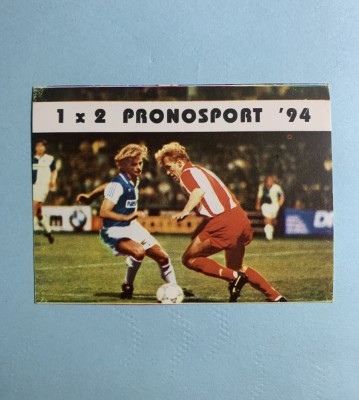 1 x 2 PRONOSPORT '94